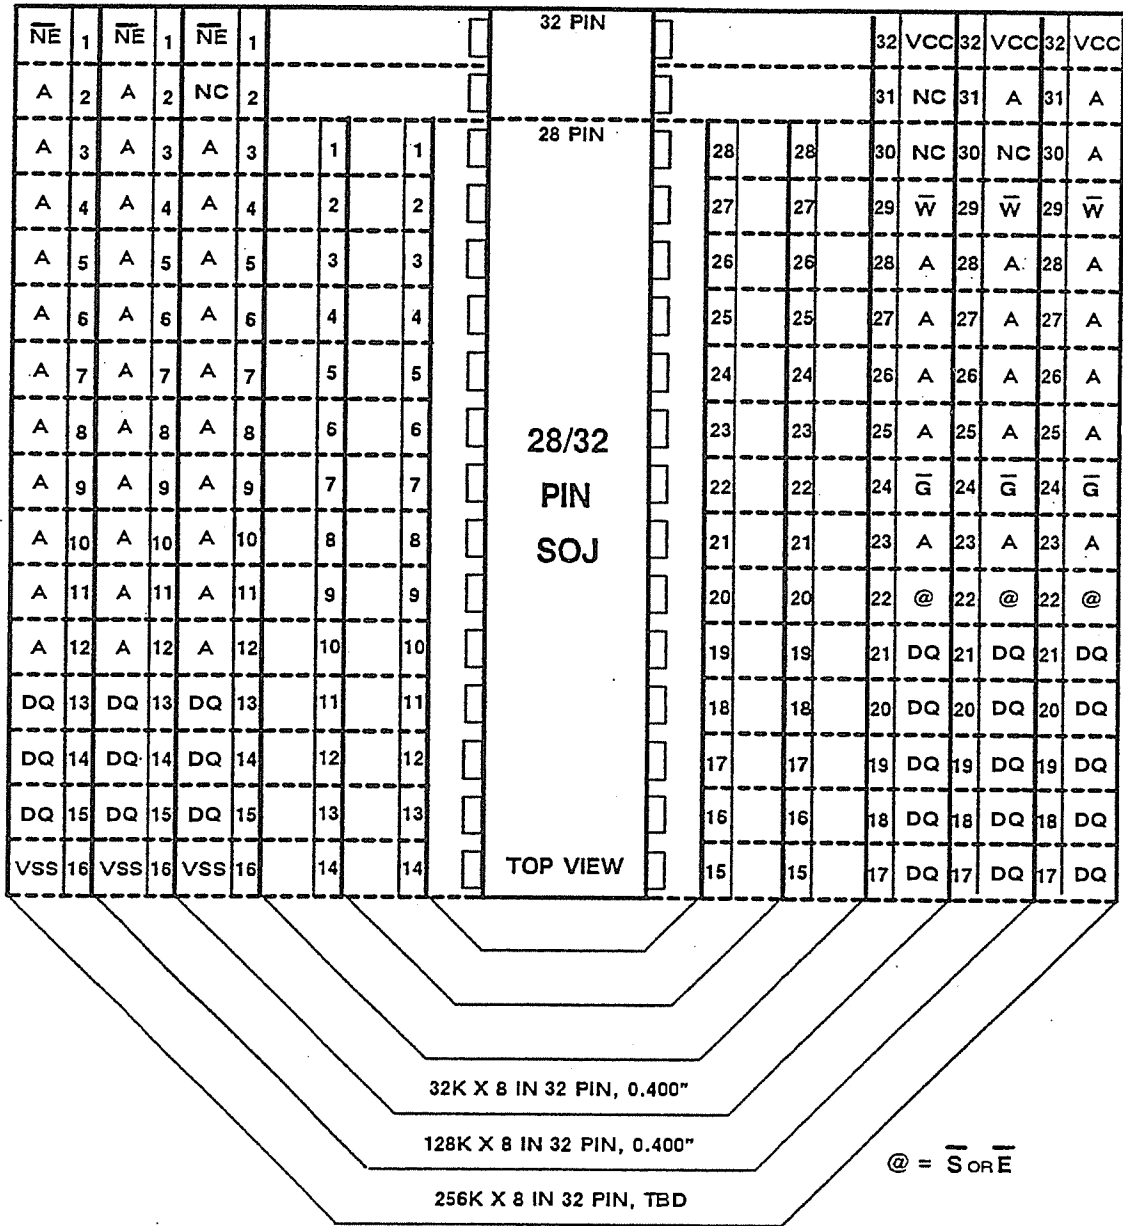 N̅E̅ 1 N̅E̅ 1 N̅E̅ 1 32 PIN 32 VCC 32 VCC 32 VCC
A 2 A 2 NC 2 31 NC 31 A 31 A
A 3 A 3 A 3 1 1 28 PIN 28 28 30 NC 30 NC 30 A
A 4 A 4 A 4 2 2 27 27 29 W̅ 29 W̅ 29 W̅
A 5 A 5 A 5 3 3 26 26 28 A 28 A 28 A
A 6 A 6 A 6 4 4 25 25 27 A 27 A 27 A
A 7 A 7 A 7 5 5 24 24 26 A 26 A 26 A
A 8 A 8 A 8 6 6 28/32 23 23 25 A 25 A 25 A
A 9 A 9 A 9 7 7 PIN 22 22 24 G̅ 24 G̅ 24 G̅
A 10 A 10 A 10 8 8 SOJ 21 21 23 A 23 A 23 A
A 11 A 11 A 11 9 9 20 20 22 @ 22 @ 22 @
A 12 A 12 A 12 10 10 19 19 21 DQ 21 DQ 21 DQ
DQ 13 DQ 13 DQ 13 11 11 18 18 20 DQ 20 DQ 20 DQ
DQ 14 DQ 14 DQ 14 12 12 17 17 19 DQ 19 DQ 19 DQ
DQ 15 DQ 15 DQ 15 13 13 16 16 18 DQ 18 DQ 18 DQ
VSS 16 VSS 16 VSS 16 14 14 TOP VIEW 15 15 17 DQ 17 DQ 17 DQ
32K X 8 IN 32 PIN, 0.400"
128K X 8 IN 32 PIN, 0.400"
@ = S̅ OR E̅
256K X 8 IN 32 PIN, TBD